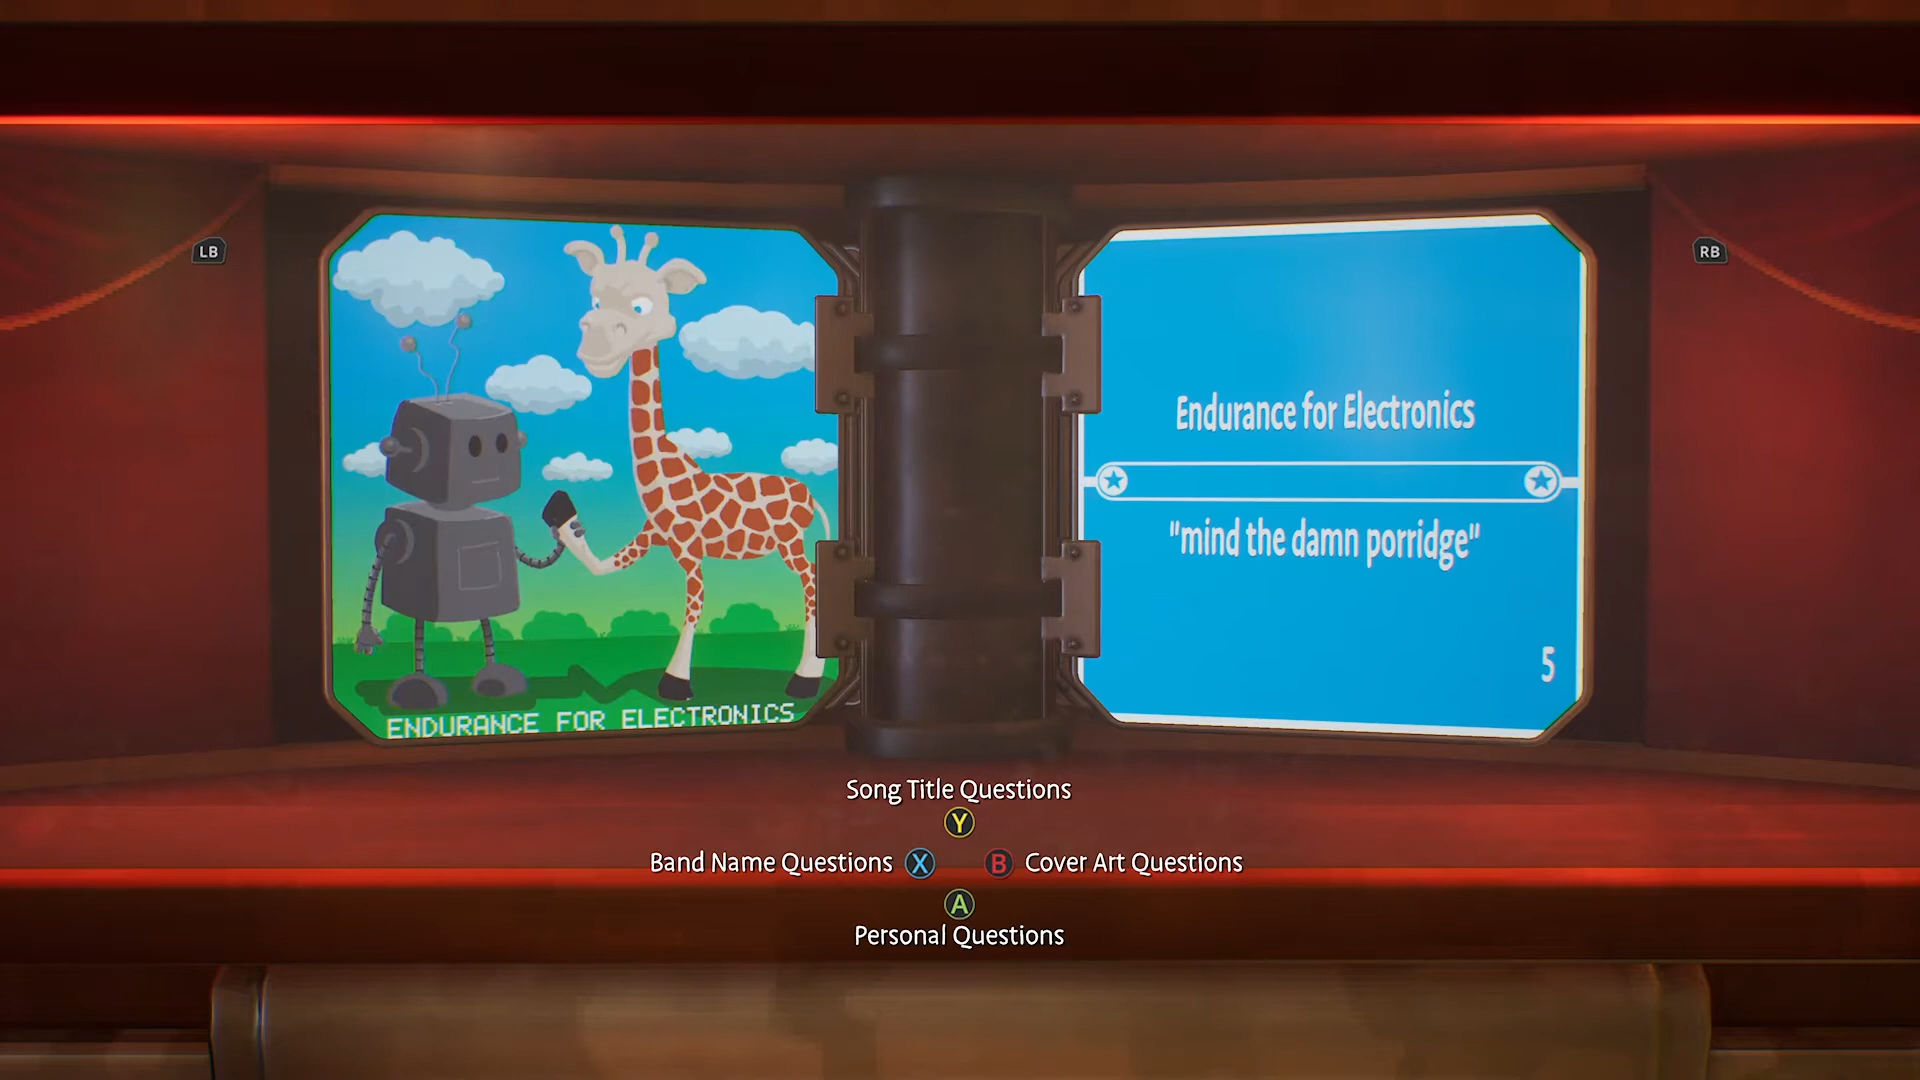 LB
RB
ENDURANCE FOR ELECTRONICS
Endurance for Electronics
"mind the damn porridge"
5
Song Title Questions
Y
Band Name Questions X B Cover Art Questions
A
Personal Questions